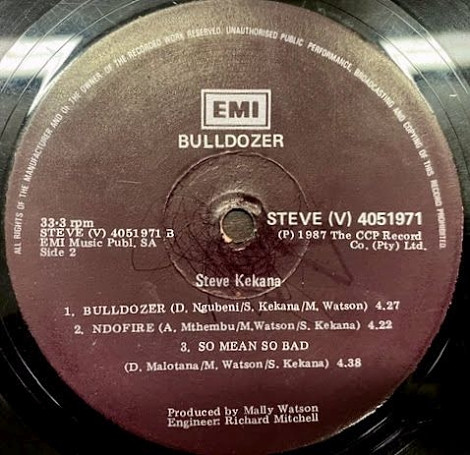 ALL RIGHTS OF THE MANUFACTURER AND OF THE OWNER OF THE RECORDED WORK RESERVED. UNAUTHORISED PUBLIC PERFORMANCE, BROADCASTING AND COPYING OF THIS RECORD PROHIBITED.
EMI
BULLDOZER
33·3 rpm
STEVE (V) 4051971 B
EMI Music Publ. SA
Side 2
STEVE (V) 4051971
(P) 1987 The CCP Record
Co. (Pty) Ltd.
Steve Kekana
1. BULLDOZER (D. Ngubeni/S. Kekana/M. Watson) 4.27
2. NDOFIRE (A. Mthembu/M.Watson/S. Kekana) 4.22
3. SO MEAN SO BAD
(D. Malotana/M. Watson/S. Kekana) 4.38
Produced by Mally Watson
Engineer: Richard Mitchell